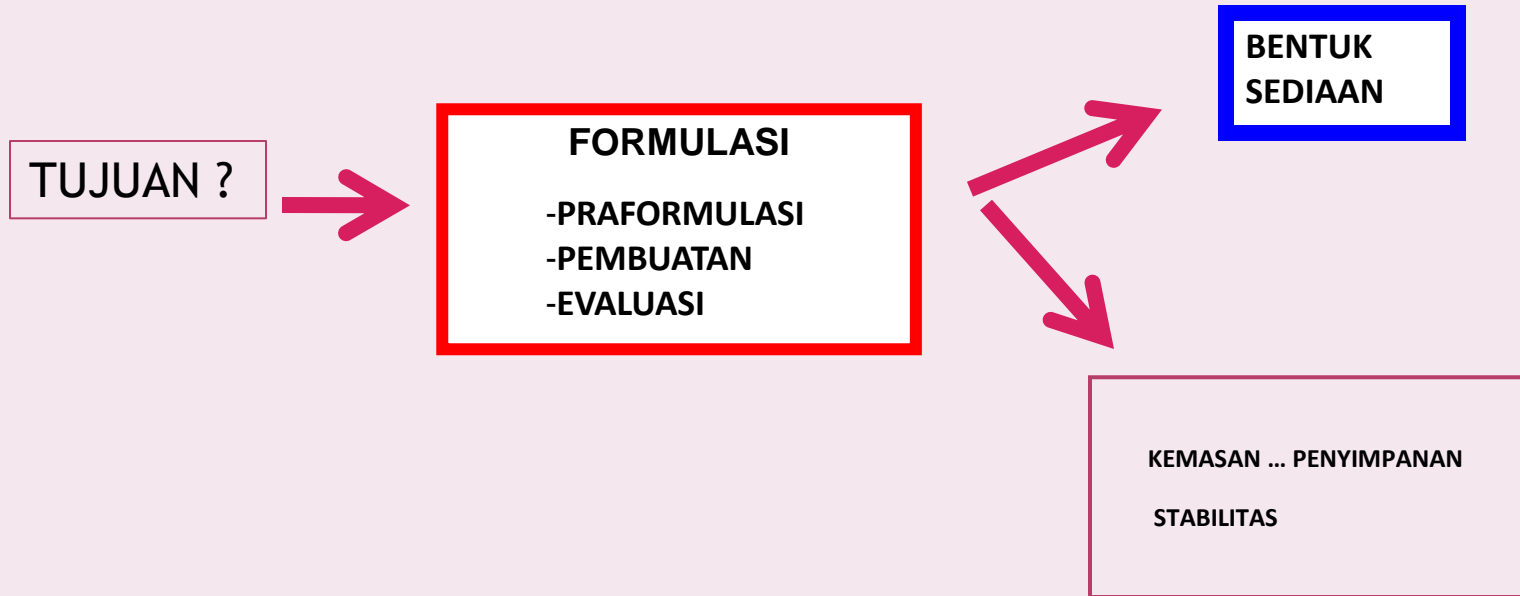 TUJUAN ?
FORMULASI
-PRAFORMULASI
-PEMBUATAN
-EVALUASI
BENTUK
SEDIAAN
KEMASAN ... PENYIMPANAN
STABILITAS